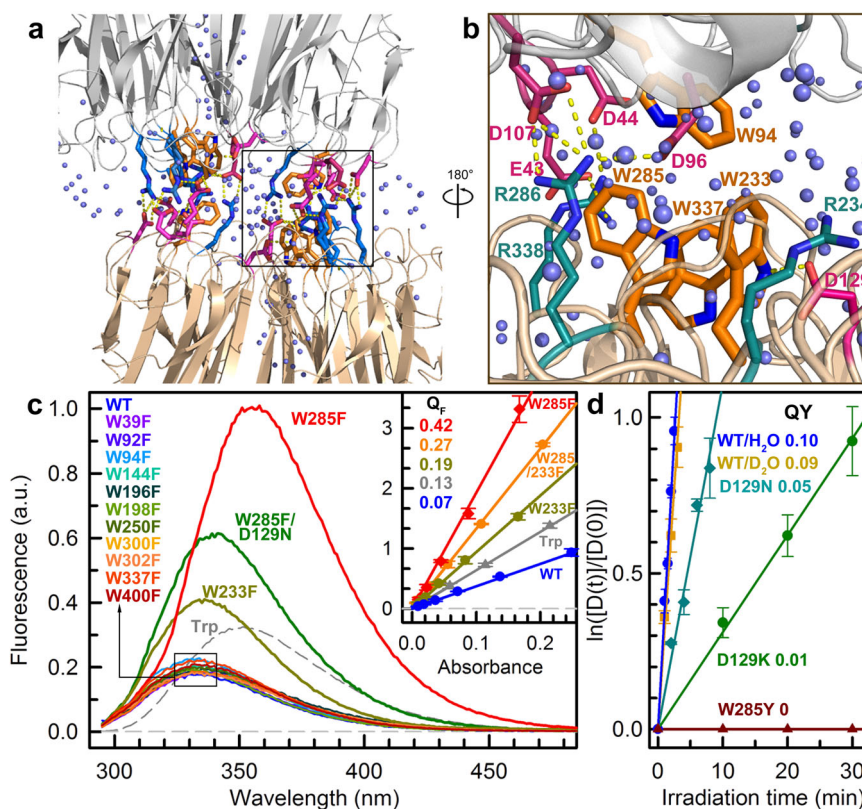 a
b
180°
D107
D44
W94
E43
D96
W285
W233
R286
W337
R234
R338
D129
c
WT
W39F
W92F
W94F
W144F
W196F
W198F
W250F
W300F
W302F
W337F
W400F
W285F
W285F/
D129N
W233F
Trp
Fluorescence (a.u.)
1.0
0.8
0.6
0.4
0.2
0.0
300
350
400
450
Wavelength (nm)
QF
0.42
0.27
0.19
0.13
0.07
W285F
W285
/233F
W233F
Trp
WT
3
2
1
0
0.0
0.1
0.2
Absorbance
d
QY
WT/H2O 0.10
WT/D2O 0.09
D129N 0.05
D129K 0.01
W285Y 0
ln([D(t)]/[D(0)]
1.0
0.5
0.0
0
10
20
30
Irradiation time (min)